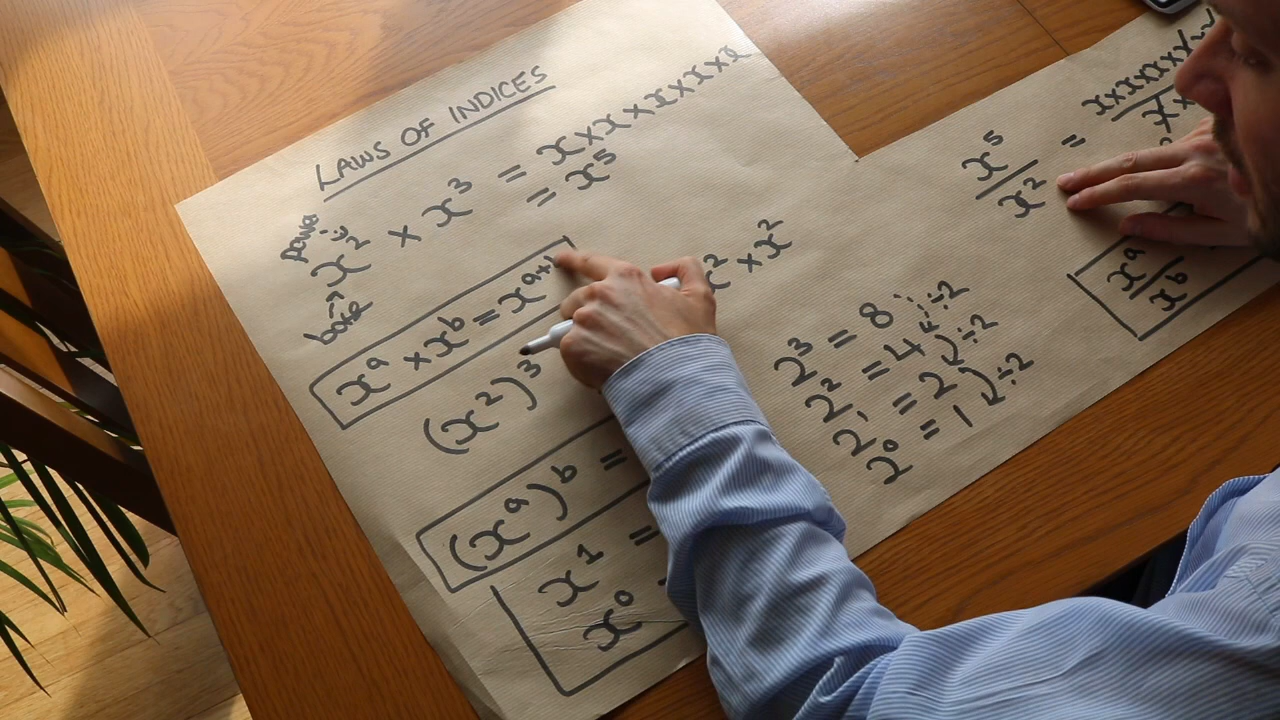 LAWS OF INDICES
power
x² × x³ = x×x×x×x×x
base
= x⁵
xᵃ × xᵇ = xᵃ⁺
(x²)³ x² × x²
(xᵃ)ᵇ =
x¹ =
x⁰
2³ = 8 ÷2
2² = 4 ÷2
2¹ = 2 ÷2
2⁰ = 1
x⁵/x² =
xᵃ/xᵇ